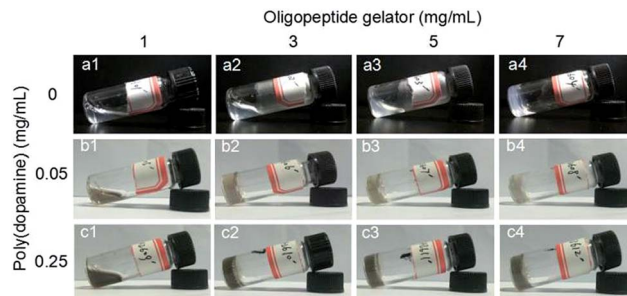 Oligopeptide gelator (mg/mL)
1 3 5 7
Poly(dopamine) (mg/mL)
0
a1 a2 a3 a4
0.05
b1 b2 b3 b4
0.25
c1 c2 c3 c4